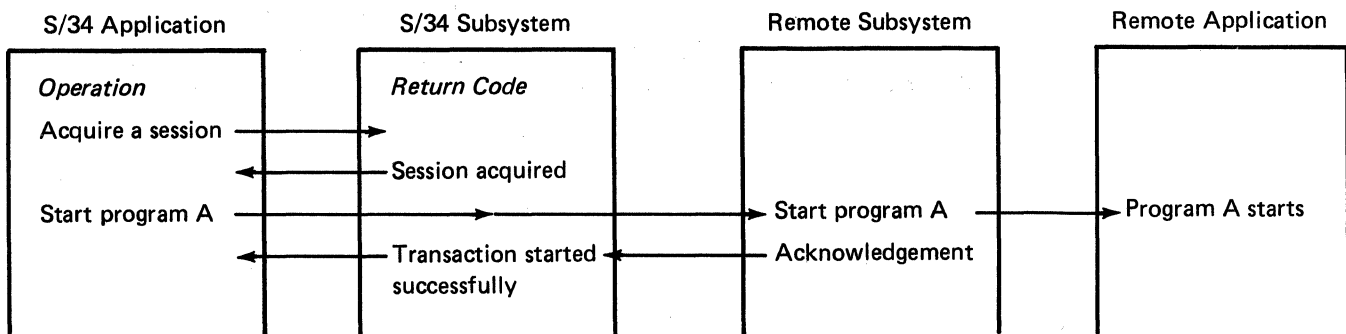 S/34 Application
S/34 Subsystem
Remote Subsystem
Remote Application
Operation
Return Code
Acquire a session
Session acquired
Start program A
Start program A
Program A starts
Transaction started
successfully
Acknowledgement